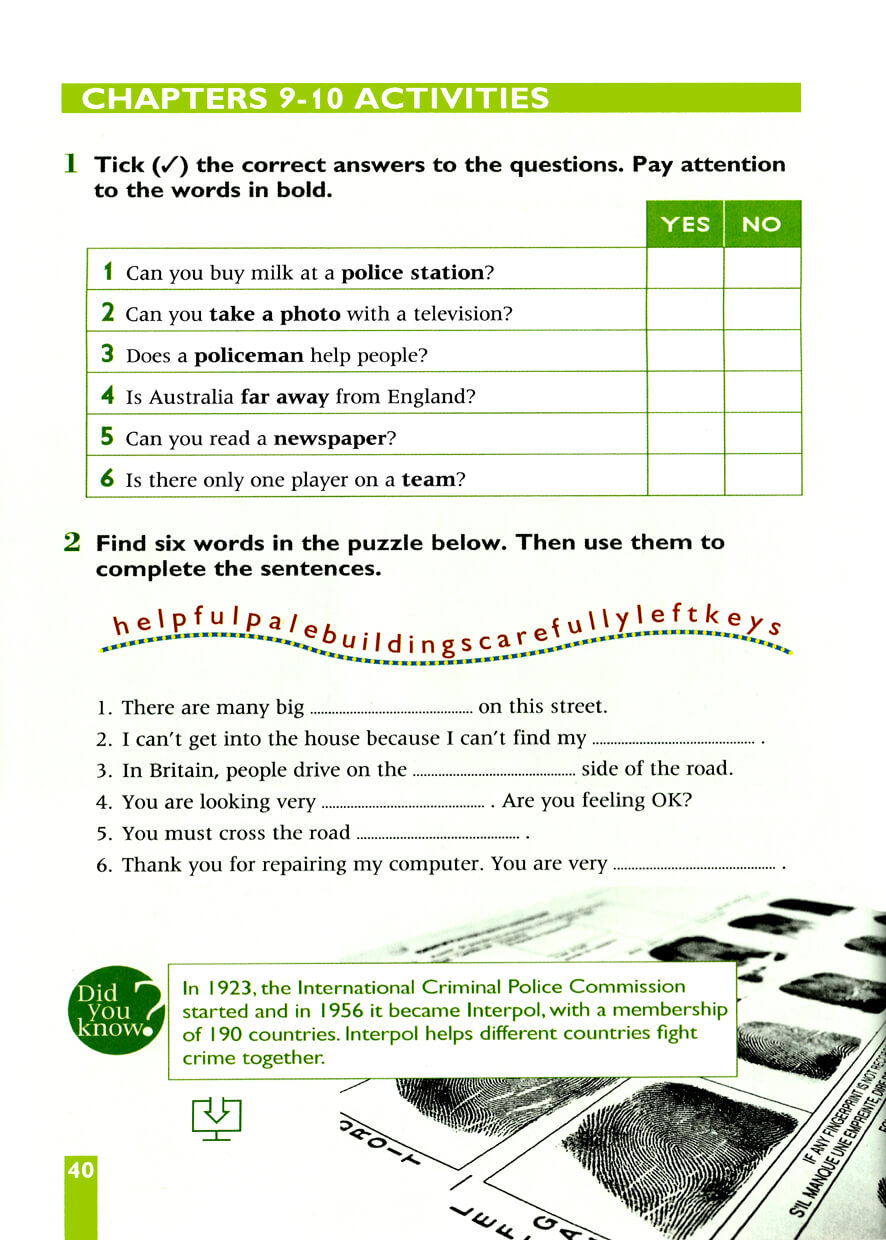 CHAPTERS 9-10 ACTIVITIES
1 Tick (✓) the correct answers to the questions. Pay attention
to the words in bold.
YES NO
1 Can you buy milk at a police station?
2 Can you take a photo with a television?
3 Does a policeman help people?
4 Is Australia far away from England?
5 Can you read a newspaper?
6 Is there only one player on a team?
2 Find six words in the puzzle below. Then use them to
complete the sentences.
helpfulpalebuildingscarefullyleftkeys
1. There are many big ............................................ on this street.
2. I can't get into the house because I can't find my ............................................ .
3. In Britain, people drive on the ............................................ side of the road.
4. You are looking very ............................................ . Are you feeling OK?
5. You must cross the road ............................................ .
6. Thank you for repairing my computer. You are very ............................................ .
Did
you
know?
In 1923, the International Criminal Police Commission
started and in 1956 it became Interpol, with a membership
of 190 countries. Interpol helps different countries fight
crime together.
IF ANY FINGERPRINT IS NOT
S'IL MANQUE UNE EMPREINTE
40